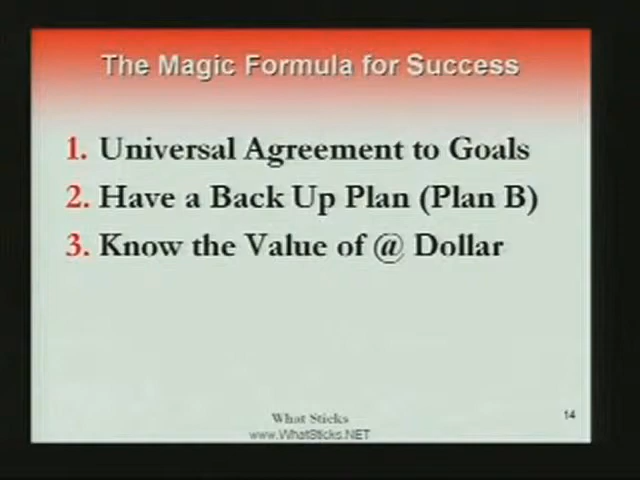 The Magic Formula for Success
1. Universal Agreement to Goals
2. Have a Back Up Plan (Plan B)
3. Know the Value of @ Dollar
What Sticks
www.WhatSticks.NET
14